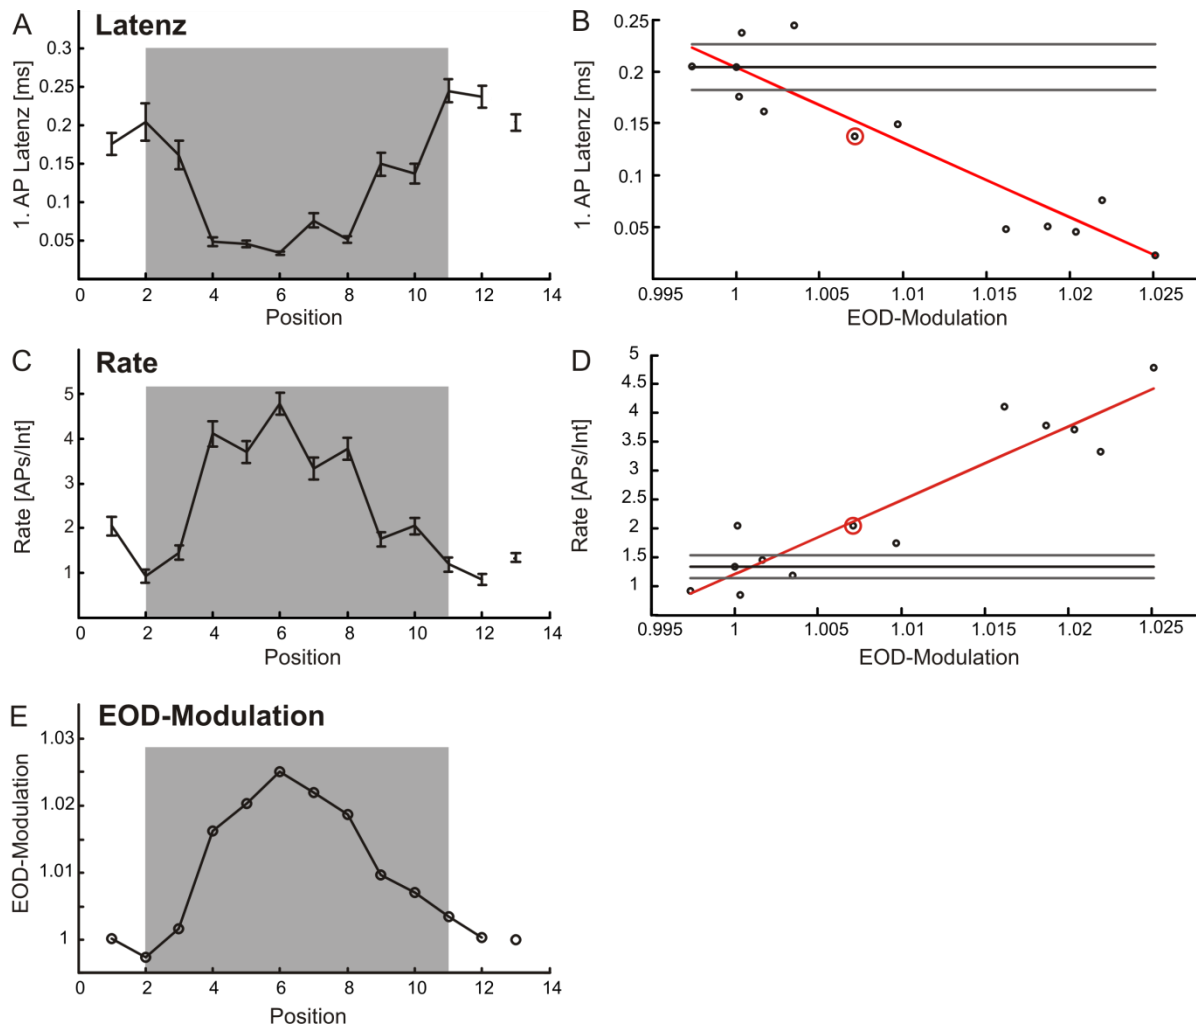 A Latenz
1. AP Latenz [ms]
0.3
0.25
0.2
0.15
0.1
0.05
0 2 4 6 8 10 12 14
Position
B
1. AP Latenz [ms]
0.25
0.2
0.15
0.1
0.05
0.995 1 1.005 1.01 1.015 1.02 1.025
EOD-Modulation
C Rate
Rate [APs/Int]
5
4
3
2
1
0 2 4 6 8 10 12 14
Position
D
Rate [APs/Int]
5
4.5
4
3.5
3
2.5
2
1.5
1
0.995 1 1.005 1.01 1.015 1.02 1.025
EOD-Modulation
E EOD-Modulation
EOD-Modulation
1.03
1.02
1.01
1
0 2 4 6 8 10 12 14
Position